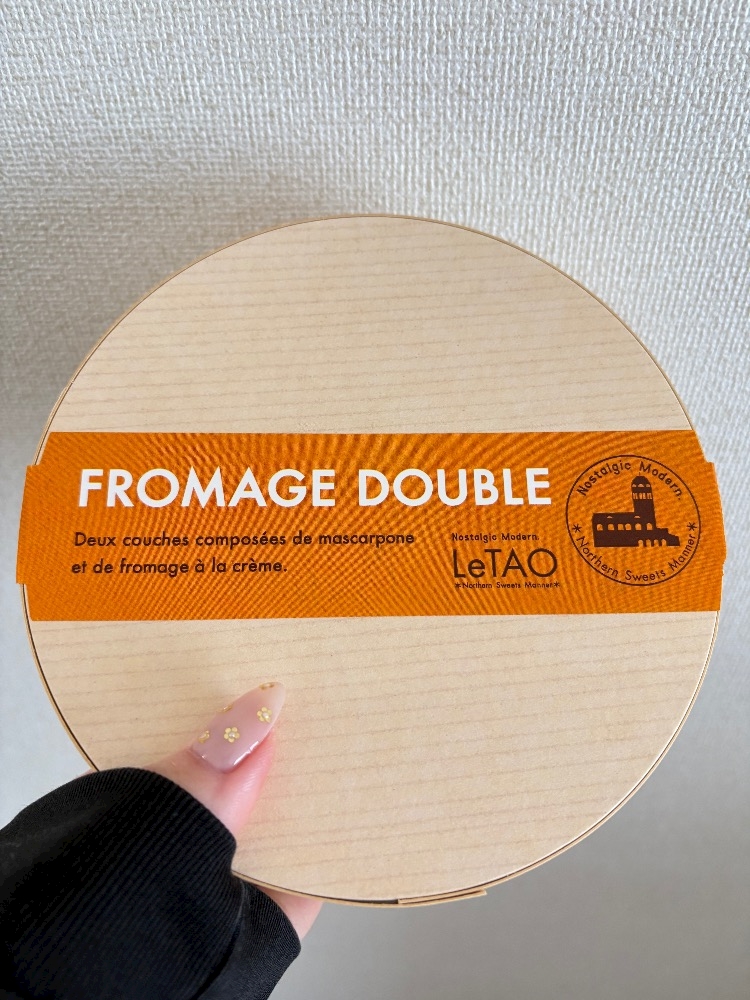 FROMAGE DOUBLE
Deux couches composées de mascarpone
et de fromage à la crème.
Nostalgic Modern.
LeTAO
*Northern Sweets Manner*
Nostalgic Modern.
*Northern Sweets Manner*